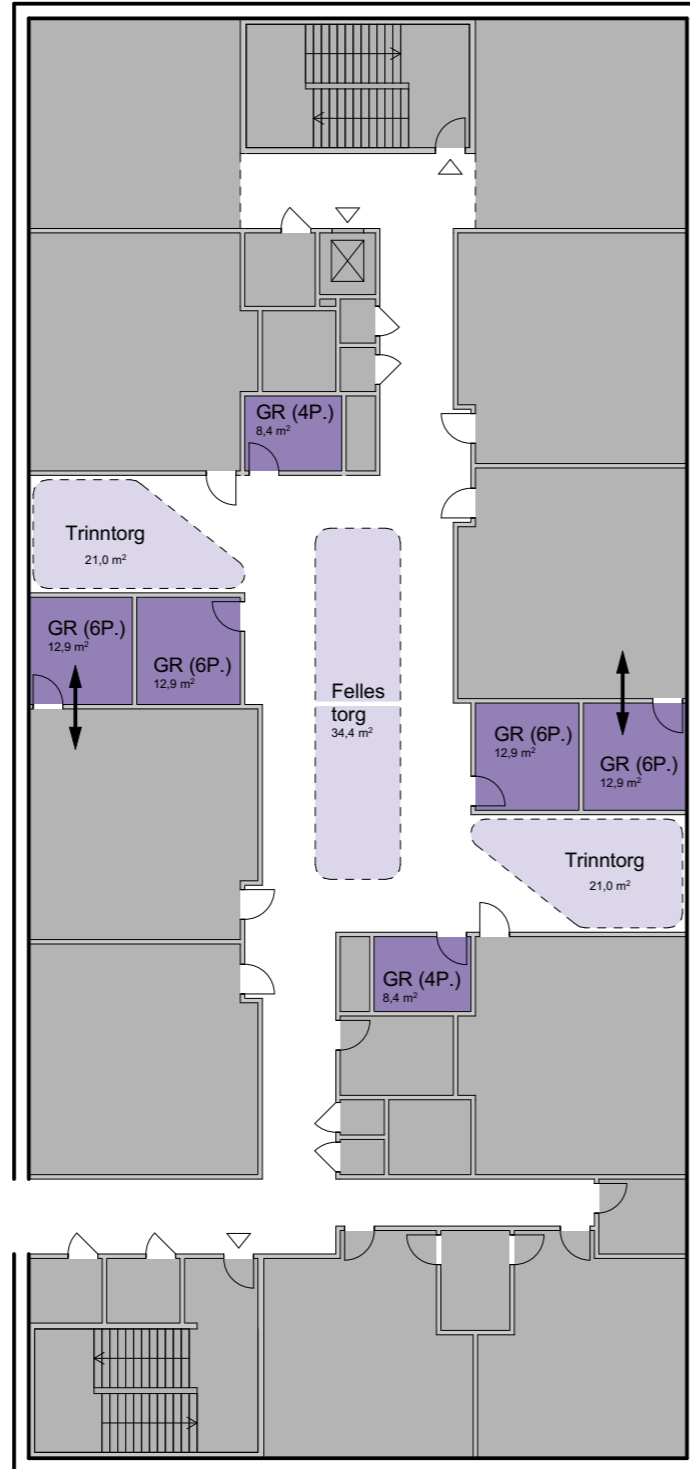 GR (4P.)
8,4 m²
Trinntorg
21,0 m²
GR (6P.)
12,9 m²
GR (6P.)
12,9 m²
Felles
torg
34,4 m²
GR (6P.)
12,9 m²
GR (6P.)
12,9 m²
Trinntorg
21,0 m²
GR (4P.)
8,4 m²